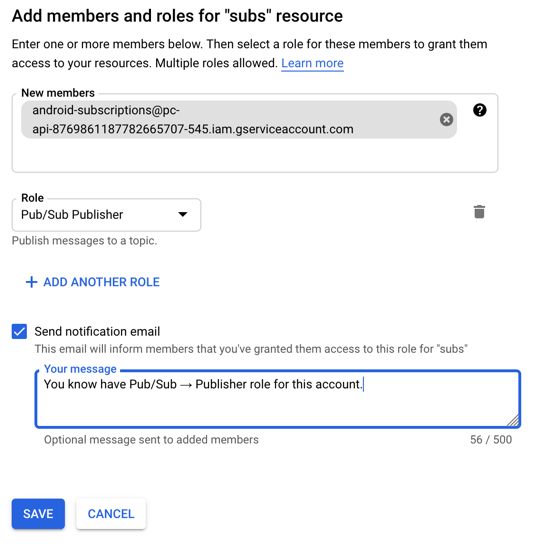 Add members and roles for "subs" resource
Enter one or more members below. Then select a role for these members to grant them
access to your resources. Multiple roles allowed. Learn more
New members
android-subscriptions@pc-
api-8769861187782665707-545.iam.gserviceaccount.com
?
Role
Pub/Sub Publisher
Publish messages to a topic.
+ ADD ANOTHER ROLE
Send notification email
This email will inform members that you've granted them access to this role for "subs"
Your message
You know have Pub/Sub → Publisher role for this account.
Optional message sent to added members
56 / 500
SAVE
CANCEL